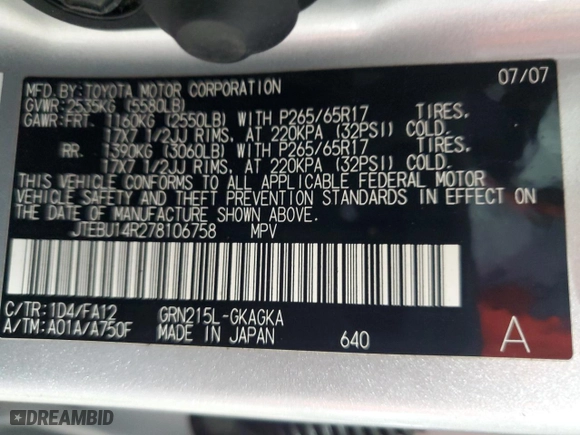 MFD.BY:TOYOTA MOTOR CORPORATION 07/07
GVWR:2535KG (5580LB)
GAWR:FRT. 1160KG (2550LB) WITH P265/65R17 TIRES,
17X7 1/2JJ RIMS, AT 220KPA (32PSI) COLD.
RR. 1390KG (3060LB) WITH P265/65R17 TIRES,
17X7 1/2JJ RIMS, AT 220KPA (32PSI) COLD.
THIS VEHICLE CONFORMS TO ALL APPLICABLE FEDERAL MOTOR
VEHICLE SAFETY AND THEFT PREVENTION STANDARDS IN EFFECT ON
THE DATE OF MANUFACTURE SHOWN ABOVE.
JTEBU14R278106758 MPV
C/TR:1D4/FA12 GRN215L-GKAGKA
A/TM:A01A/A750F MADE IN JAPAN 640 A
DREAMBID